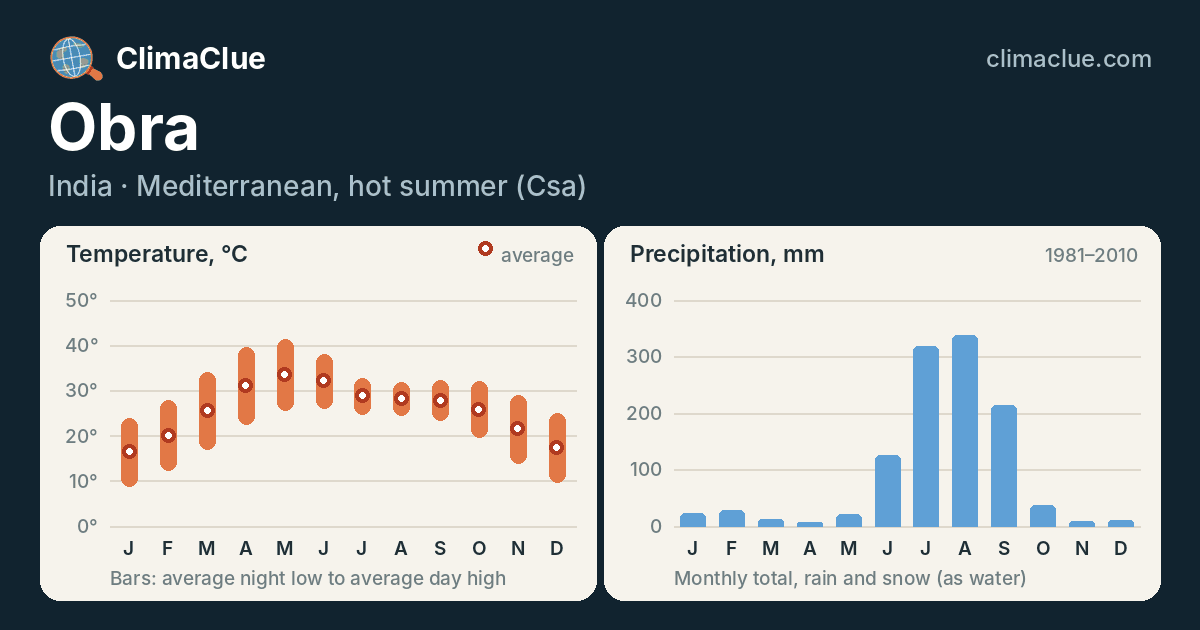 ClimaClue
climaclue.com
Obra
India · Mediterranean, hot summer (Csa)
Temperature, °C
average
50°
40°
30°
20°
10°
0°
J F M A M J J A S O N D
Bars: average night low to average day high
Precipitation, mm
1981–2010
400
300
200
100
0
J F M A M J J A S O N D
Monthly total, rain and snow (as water)